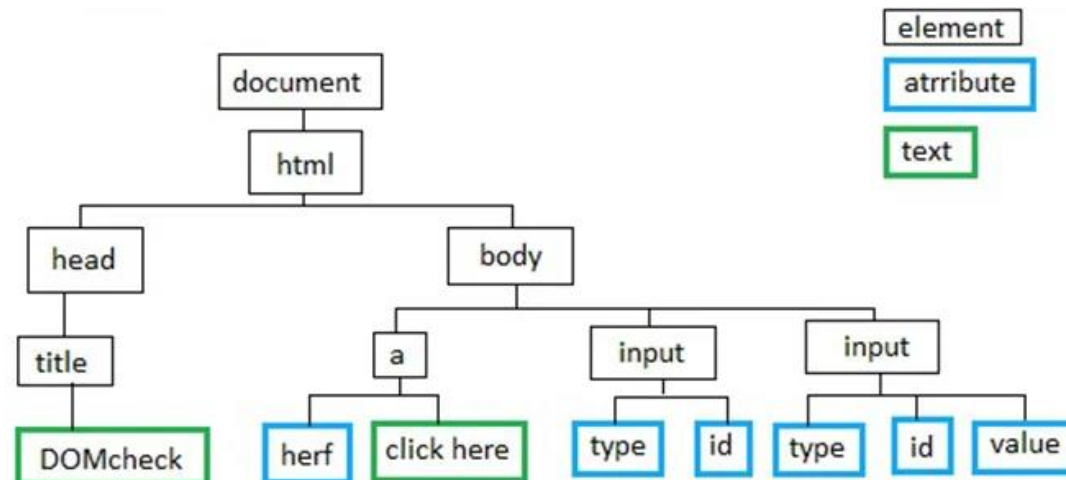 element
atrribute
text
document
html
head
body
title
a
input
input
DOMcheck
herf
click here
type
id
type
id
value